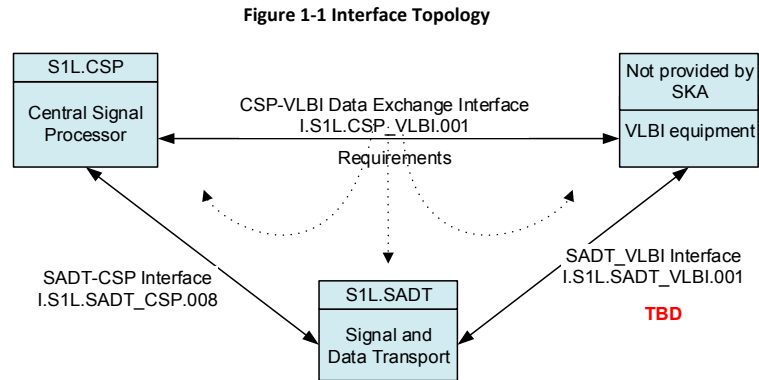 Figure 1-1 Interface Topology
S1L.CSP
Central Signal
Processor
CSP-VLBI Data Exchange Interface
I.S1L.CSP_VLBI.001
Requirements
Not provided by
SKA
VLBI equipment
SADT-CSP Interface
I.S1L.SADT_CSP.008
S1L.SADT
Signal and
Data Transport
SADT_VLBI Interface
I.S1L.SADT_VLBI.001
TBD